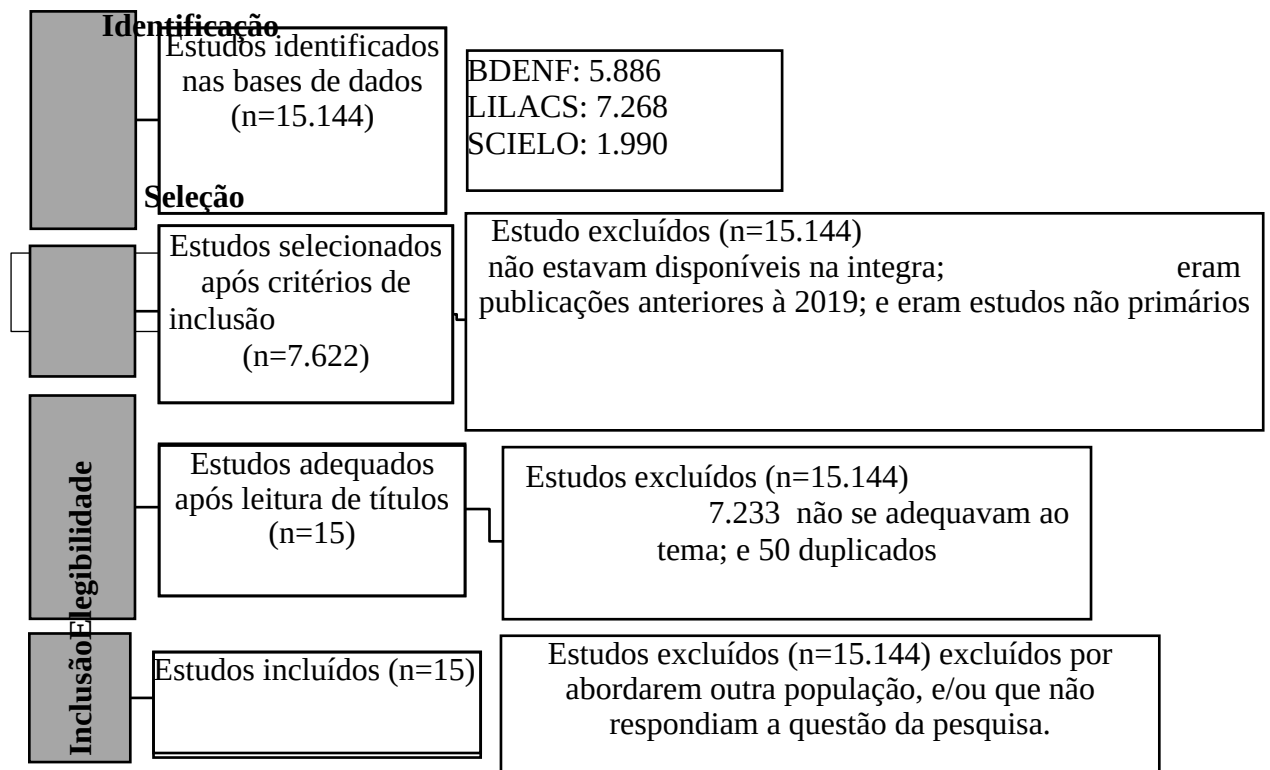 Identificação
Estudos identificados
nas bases de dados
(n=15.144)
BDENF: 5.886
LILACS: 7.268
SCIELO: 1.990
Seleção
Estudos selecionados
após critérios de
inclusão
(n=7.622)
Estudo excluídos (n=15.144)
não estavam disponíveis na integra; eram
publicações anteriores à 2019; e eram estudos não primários
Elegibilidade
Estudos adequados
após leitura de títulos
(n=15)
Estudos excluídos (n=15.144)
7.233 não se adequavam ao
tema; e 50 duplicados
Inclusão
Estudos incluídos (n=15)
Estudos excluídos (n=15.144) excluídos por
abordarem outra população, e/ou que não
respondiam a questão da pesquisa.